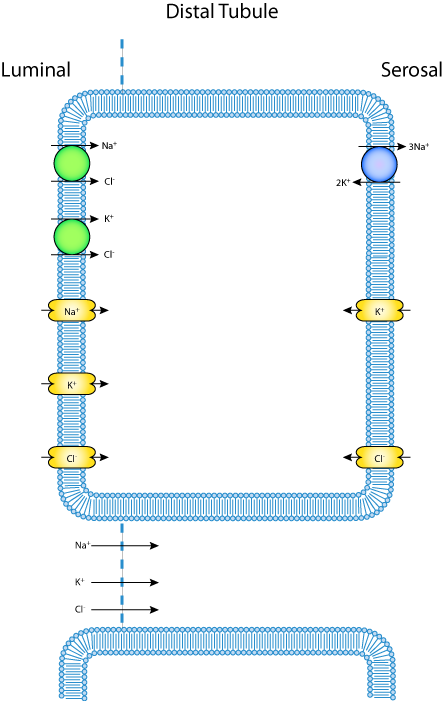 Distal Tubule
Luminal
Serosal
Na⁺
3Na⁺
Cl⁻
2K⁺
K⁺
Cl⁻
Na⁺
K⁺
K⁺
Cl⁻
Cl⁻
Na⁺
K⁺
Cl⁻